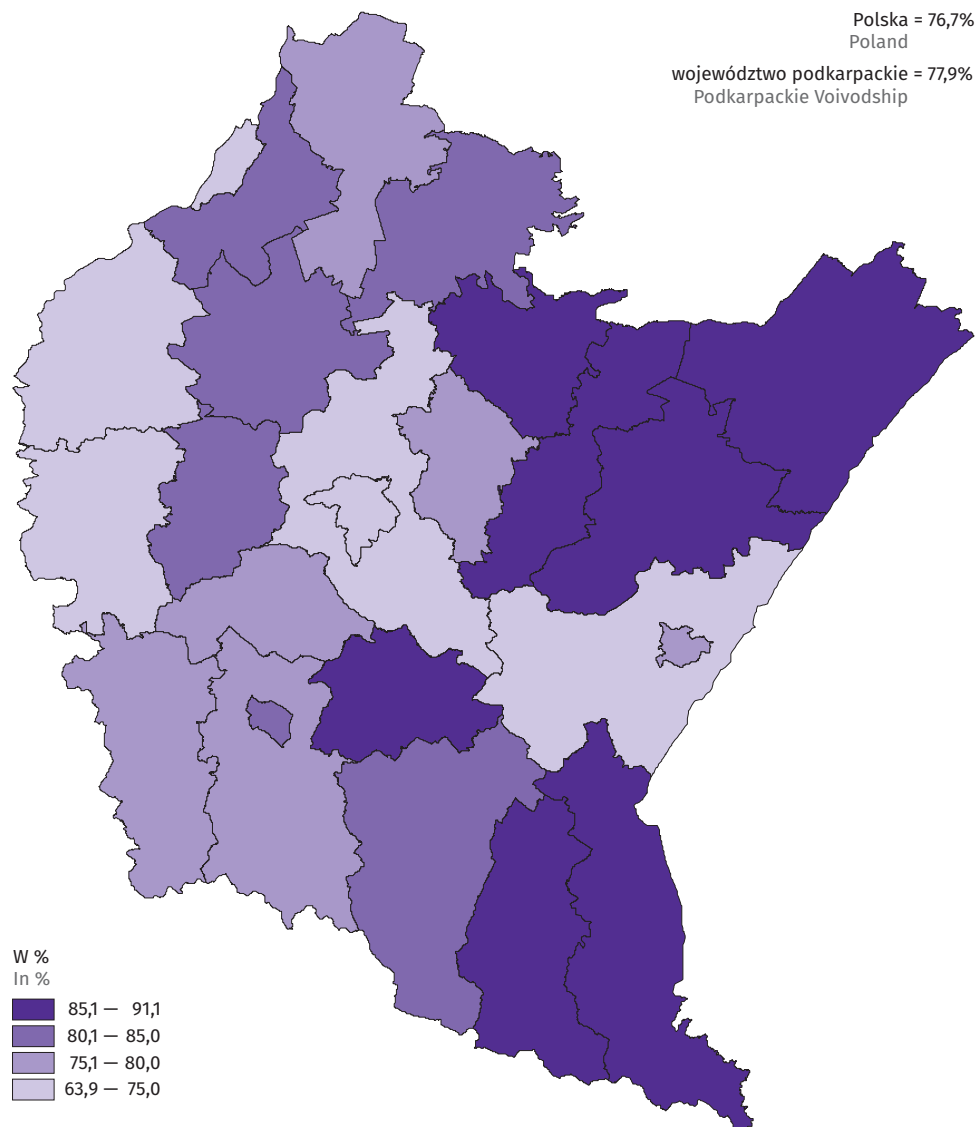 Polska = 76,7%
Poland
województwo podkarpackie = 77,9%
Podkarpackie Voivodship
W %
In %
85,1 — 91,1
80,1 — 85,0
75,1 — 80,0
63,9 — 75,0